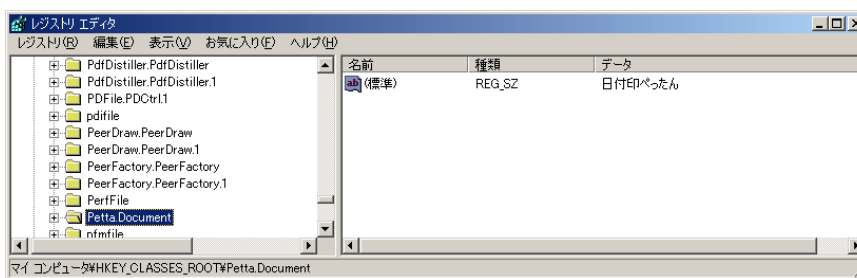 レジストリ エディタ
レジストリ(R) 編集(E) 表示(V) お気に入り(F) ヘルプ(H)
PdfDistiller.PdfDistiller
PdfDistiller.PdfDistiller.1
PDFile.PDCtrl.1
pdifile
PeerDraw.PeerDraw
PeerDraw.PeerDraw.1
PeerFactory.PeerFactory
PeerFactory.PeerFactory.1
PerfFile
Petta.Document
pfmfile
名前 種類 データ
ab (標準) REG_SZ 日付印ぺったん
マイ コンピュータ¥HKEY_CLASSES_ROOT¥Petta.Document